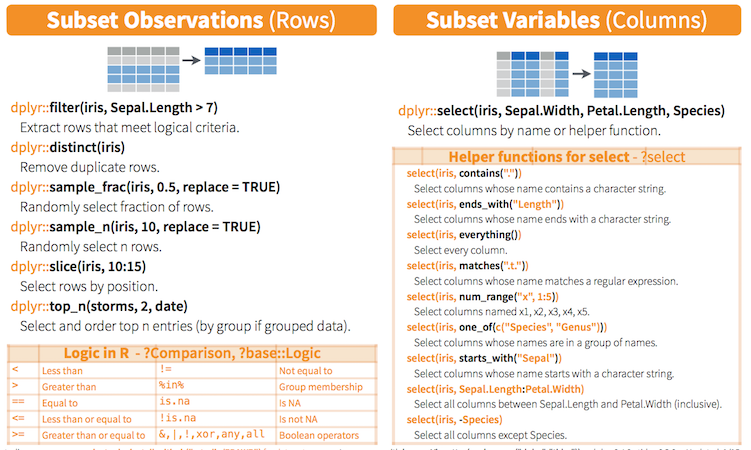 Subset Observations (Rows)
dplyr::filter(iris, Sepal.Length > 7)
Extract rows that meet logical criteria.
dplyr::distinct(iris)
Remove duplicate rows.
dplyr::sample_frac(iris, 0.5, replace = TRUE)
Randomly select fraction of rows.
dplyr::sample_n(iris, 10, replace = TRUE)
Randomly select n rows.
dplyr::slice(iris, 10:15)
Select rows by position.
dplyr::top_n(storms, 2, date)
Select and order top n entries (by group if grouped data).
Logic in R - ?Comparison, ?base::Logic
< Less than != Not equal to
> Greater than %in% Group membership
== Equal to is.na Is NA
<= Less than or equal to !is.na Is not NA
>= Greater than or equal to &,|,!,xor,any,all Boolean operators
Subset Variables (Columns)
dplyr::select(iris, Sepal.Width, Petal.Length, Species)
Select columns by name or helper function.
Helper functions for select - ?select
select(iris, contains("."))
Select columns whose name contains a character string.
select(iris, ends_with("Length"))
Select columns whose name ends with a character string.
select(iris, everything())
Select every column.
select(iris, matches(".t."))
Select columns whose name matches a regular expression.
select(iris, num_range("x", 1:5))
Select columns named x1, x2, x3, x4, x5.
select(iris, one_of(c("Species", "Genus")))
Select columns whose names are in a group of names.
select(iris, starts_with("Sepal"))
Select columns whose name starts with a character string.
select(iris, Sepal.Length:Petal.Width)
Select all columns between Sepal.Length and Petal.Width (inclusive).
select(iris, -Species)
Select all columns except Species.